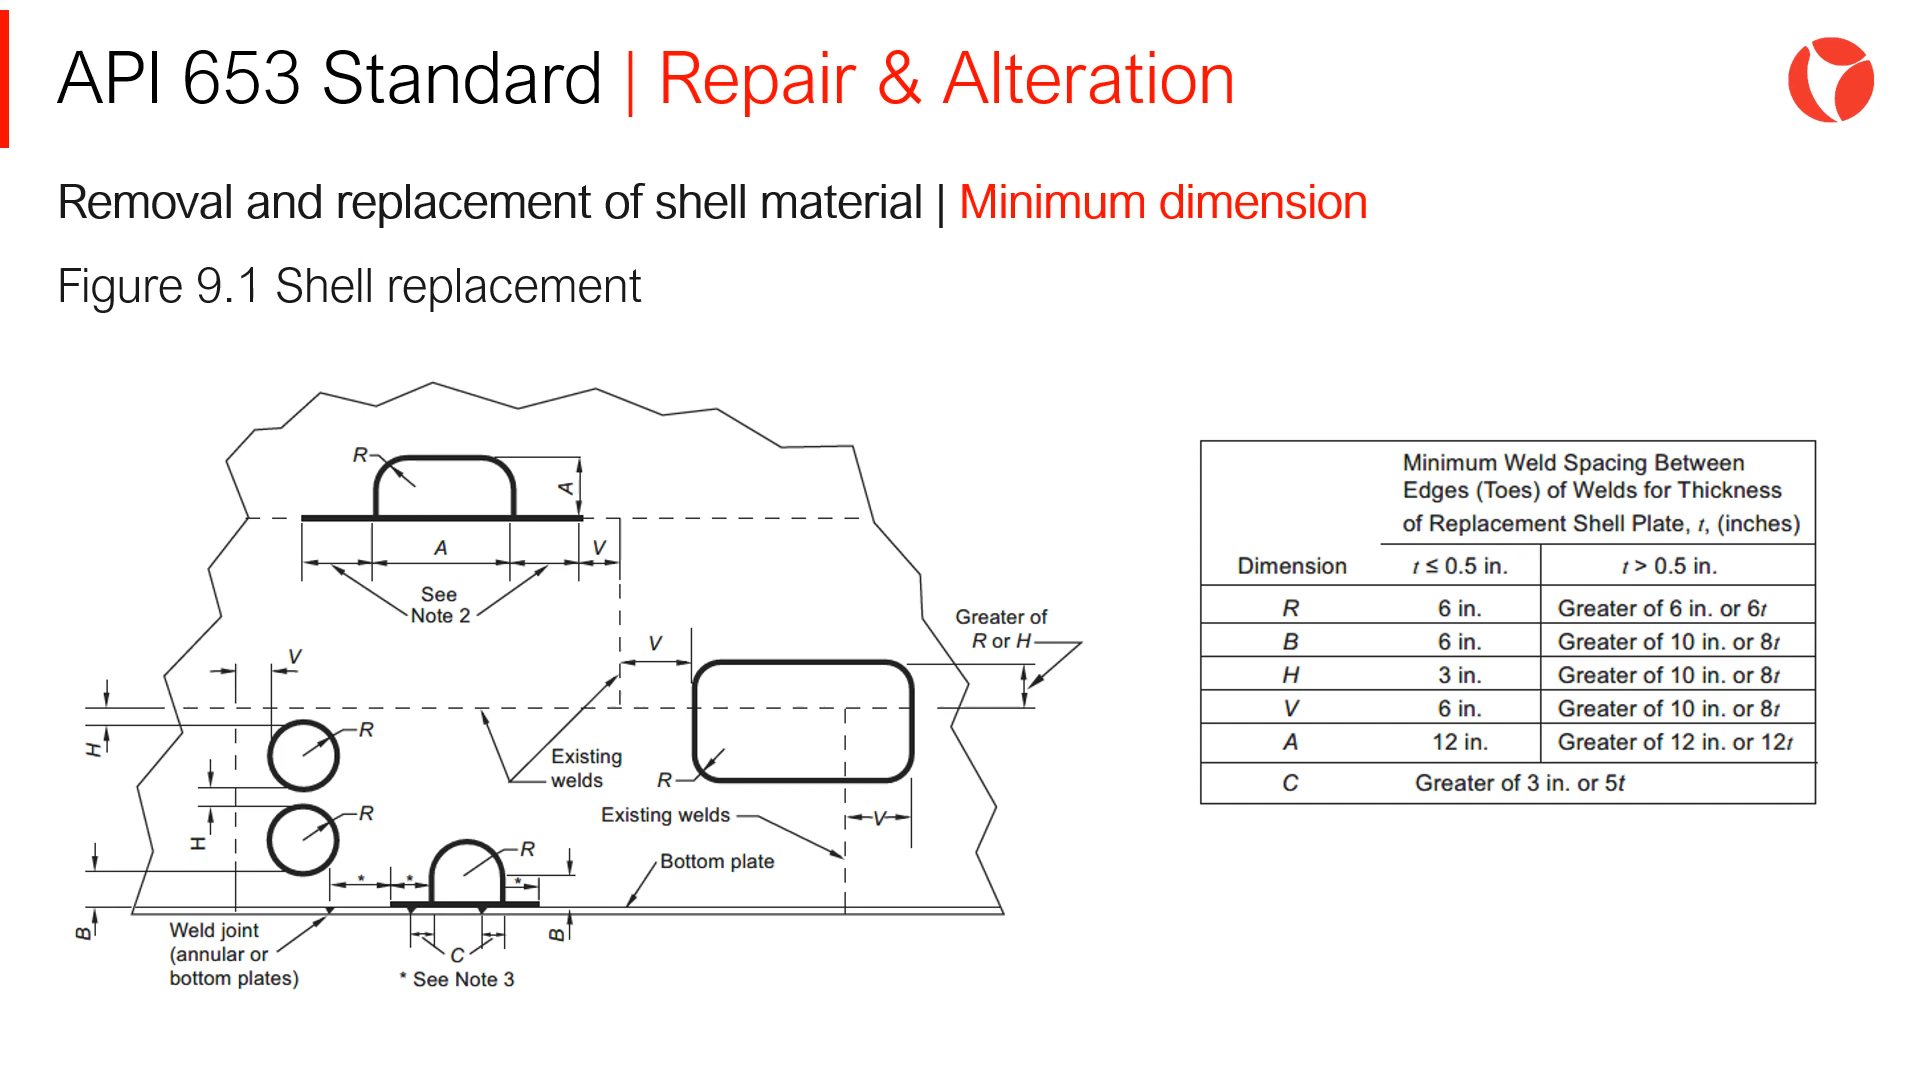 API 653 Standard | Repair & Alteration
Removal and replacement of shell material | Minimum dimension
Figure 9.1 Shell replacement
R
A
A
V
See
Note 2
Greater of
R or H
V
V
H
R
Existing
welds
R
Existing welds
V
H
R
R
Bottom plate
*
*
*
B
B
Weld joint
(annular or
bottom plates)
C
* See Note 3
Minimum Weld Spacing Between
Edges (Toes) of Welds for Thickness
of Replacement Shell Plate, t, (inches)
Dimension t ≤ 0.5 in. t > 0.5 in.
R 6 in. Greater of 6 in. or 6t
B 6 in. Greater of 10 in. or 8t
H 3 in. Greater of 10 in. or 8t
V 6 in. Greater of 10 in. or 8t
A 12 in. Greater of 12 in. or 12t
C Greater of 3 in. or 5t